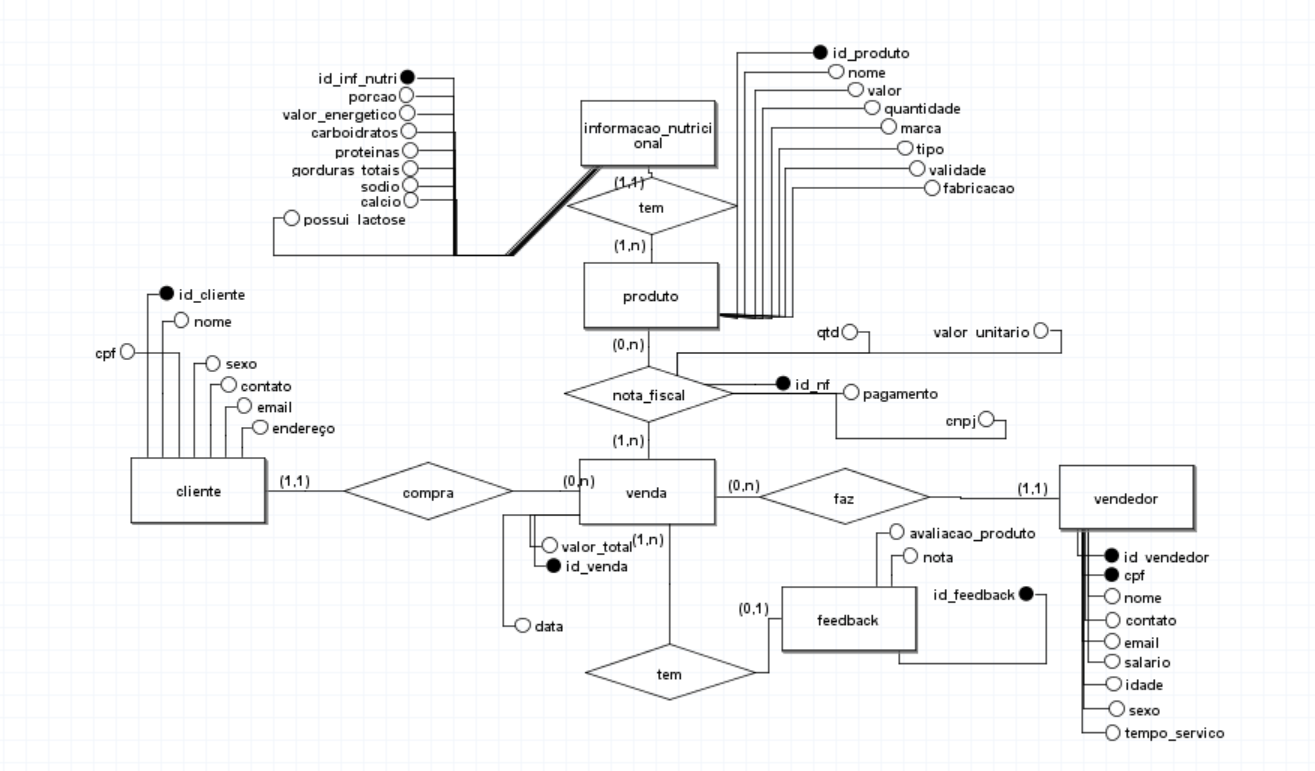 id_produto
nome
valor
quantidade
marca
tipo
validade
fabricacao
id_inf_nutri
porcao
valor_energetico
carboidratos
proteinas
gorduras totais
sodio
calcio
possui lactose
informacao_nutrici
onal
(1,1)
tem
(1,n)
produto
(0,n)
qtd
valor unitario
id_nf
pagamento
cnpj
nota_fiscal
(1,n)
id_cliente
nome
cpf
sexo
contato
email
endereço
cliente
(1,1)
compra
(0,n)
venda
(0,n)
faz
(1,1)
vendedor
valor_total
(1,n)
id_venda
data
tem
(0,1)
feedback
avaliacao_produto
nota
id_feedback
id_vendedor
cpf
nome
contato
email
salario
idade
sexo
tempo_servico